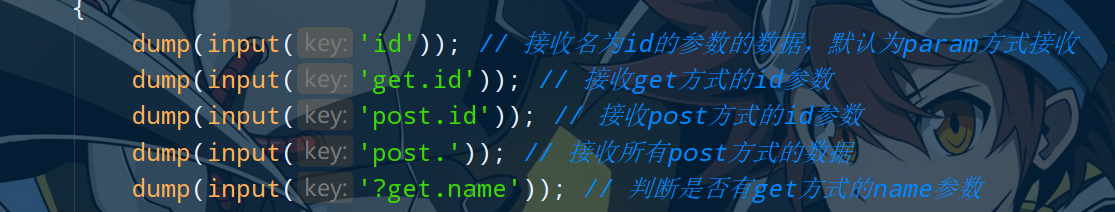 {
dump(input( key: 'id')); // 接收名为id的参数的数据，默认为param方式接收
dump(input( key: 'get.id')); // 接收get方式的id参数
dump(input( key: 'post.id')); // 接收post方式的id参数
dump(input( key: 'post.')); // 接收所有post方式的数据
dump(input( key: '?get.name')); // 判断是否有get方式的name参数